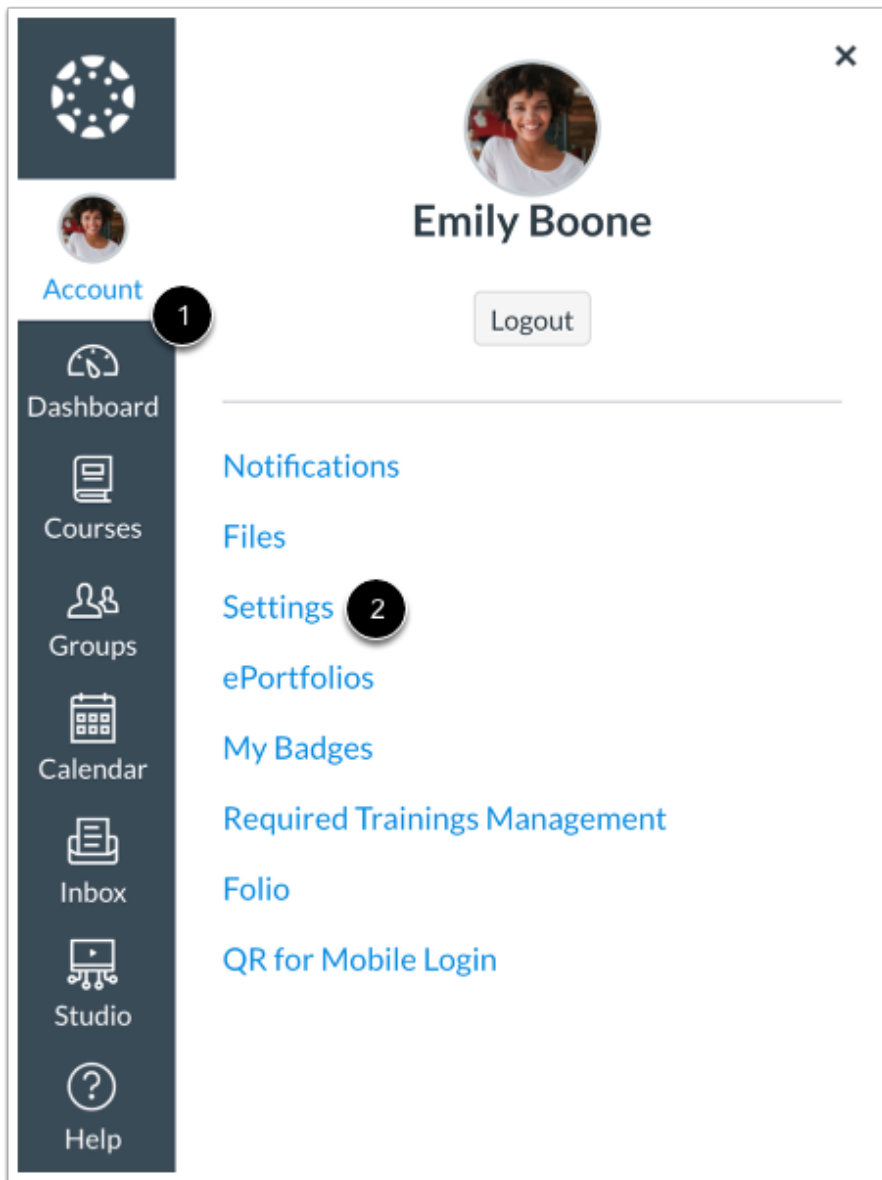 Account
1
Dashboard
Courses
Groups
Calendar
Inbox
Studio
Help
Emily Boone
Logout
Notifications
Files
Settings 2
ePortfolios
My Badges
Required Trainings Management
Folio
QR for Mobile Login